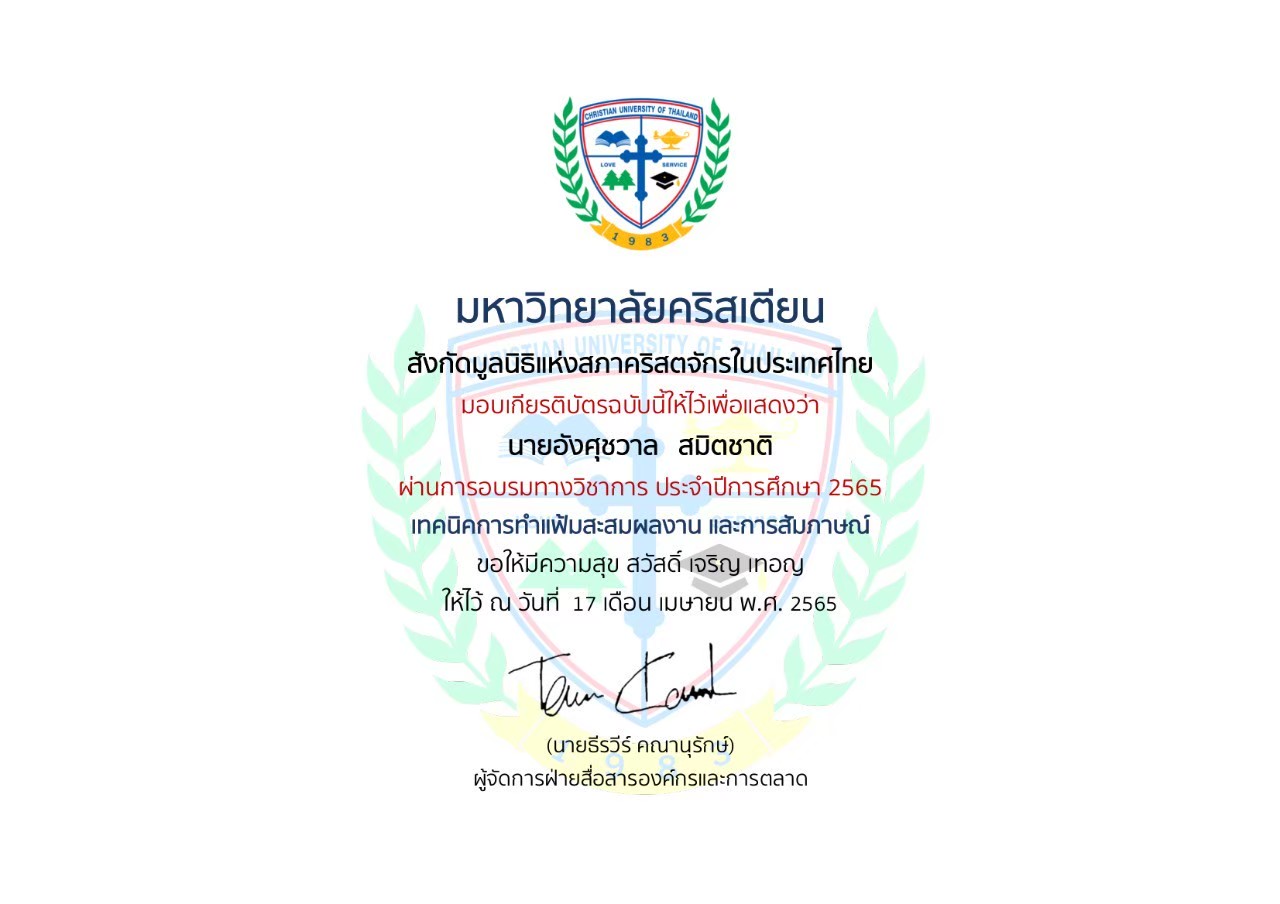 CHRISTIAN UNIVERSITY OF THAILAND
LOVE SERVICE
1983
มหาวิทยาลัยคริสเตียน
สังกัดมูลนิธิแห่งสภาคริสตจักรในประเทศไทย
มอบเกียรติบัตรฉบับนี้ให้ไว้เพื่อแสดงว่า
นายอังศุชวาล สมิตชาติ
ผ่านการอบรมทางวิชาการ ประจำปีการศึกษา 2565
เทคนิคการทำแฟ้มสะสมผลงาน และการสัมภาษณ์
ขอให้มีความสุข สวัสดิ์ เจริญ เทอญ
ให้ไว้ ณ วันที่ 17 เดือน เมษายน พ.ศ. 2565
(นายธีรวีร์ คณานุรักษ์)
ผู้จัดการฝ่ายสื่อสารองค์กรและการตลาด